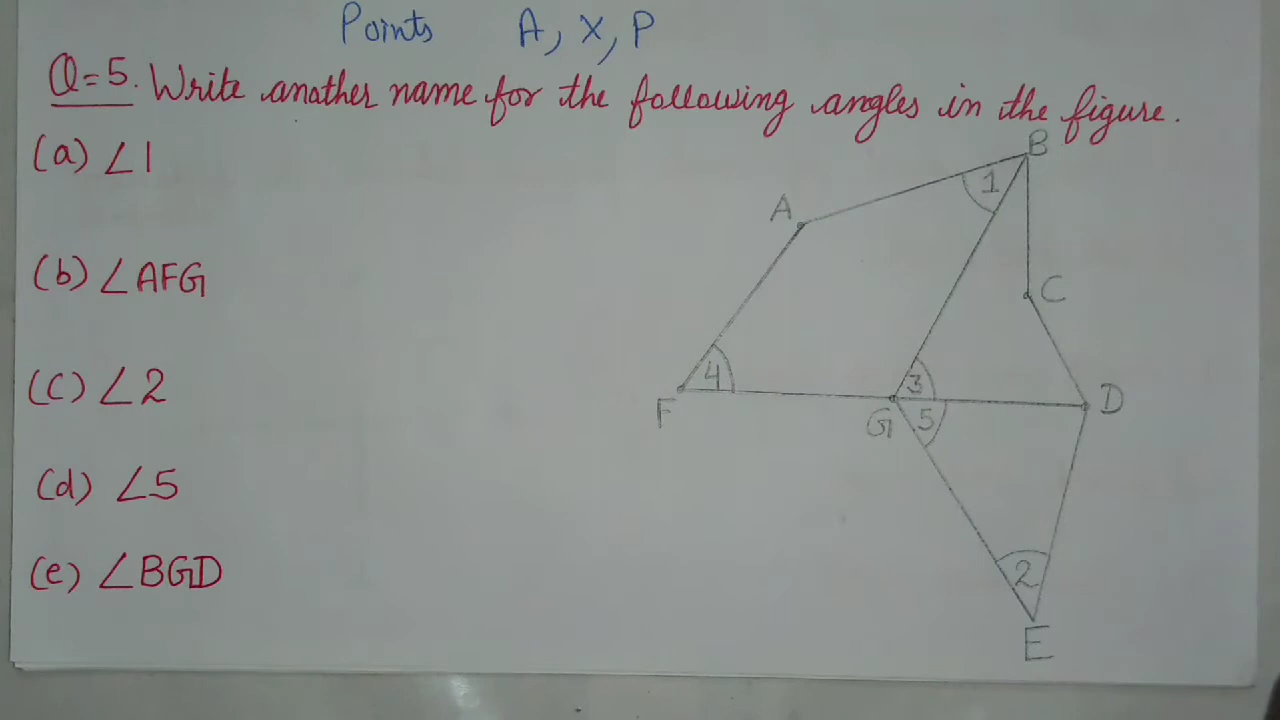 Points A, X, P
Q=5. Write another name for the following angles in the figure.
(a) ∠1
(b) ∠AFG
(C) ∠2
(d) ∠5
(e) ∠BGD
B
1
A
C
4
3
F
G
5
D
2
E